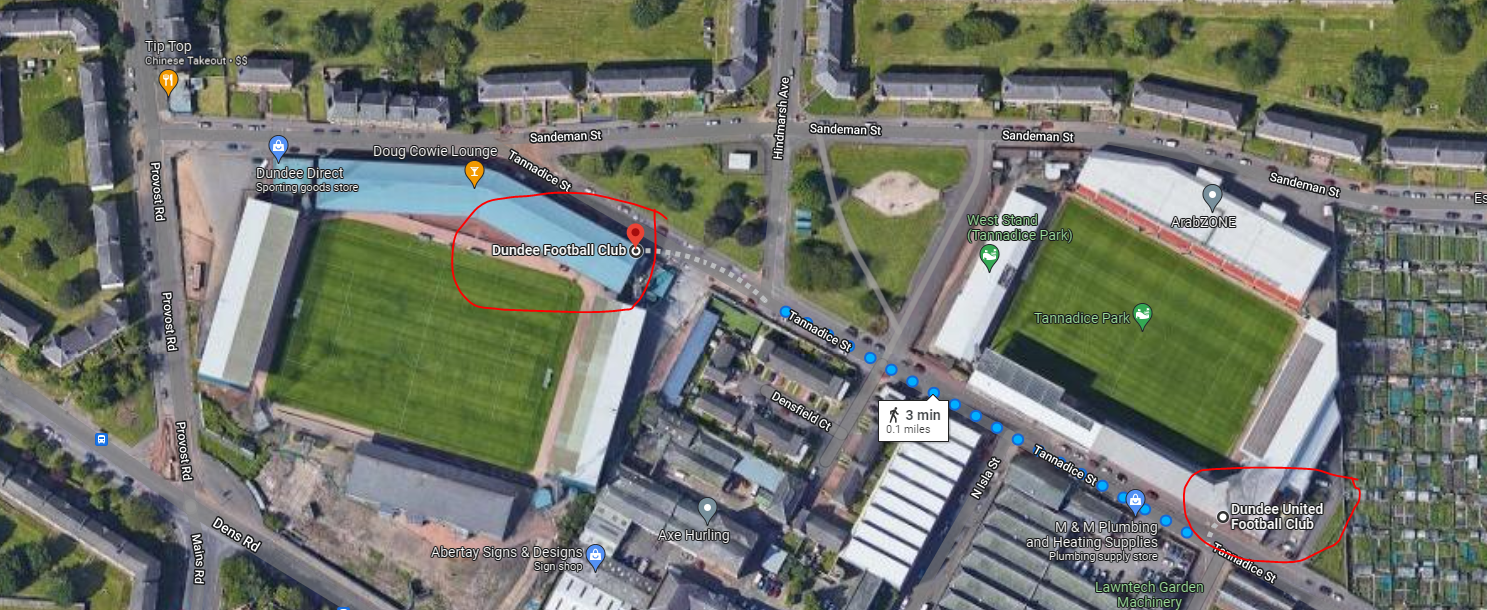 Tip Top
Chinese Takeout · $$
Hindmarsh Ave
Sandeman St
Sandeman St
Sandeman St
Doug Cowie Lounge
Tannadice St
Dundee Direct
Sporting goods store
Provost Rd
Sandeman St
Es
ArabZONE
West Stand
(Tannadice Park)
Dundee Football Club
Provost Rd
Tannadice St
Tannadice Park
Densfield Ct
3 min
0.1 miles
Provost Rd
Tannadice St
N Isla St
Dundee United
Football Club
Dens Rd
Axe Hurling
M & M Plumbing
and Heating Supplies
Plumbing supply store
Mains Rd
Abertay Signs & Designs
Sign shop
Tannadice St
Lawntech Garden
Machinery